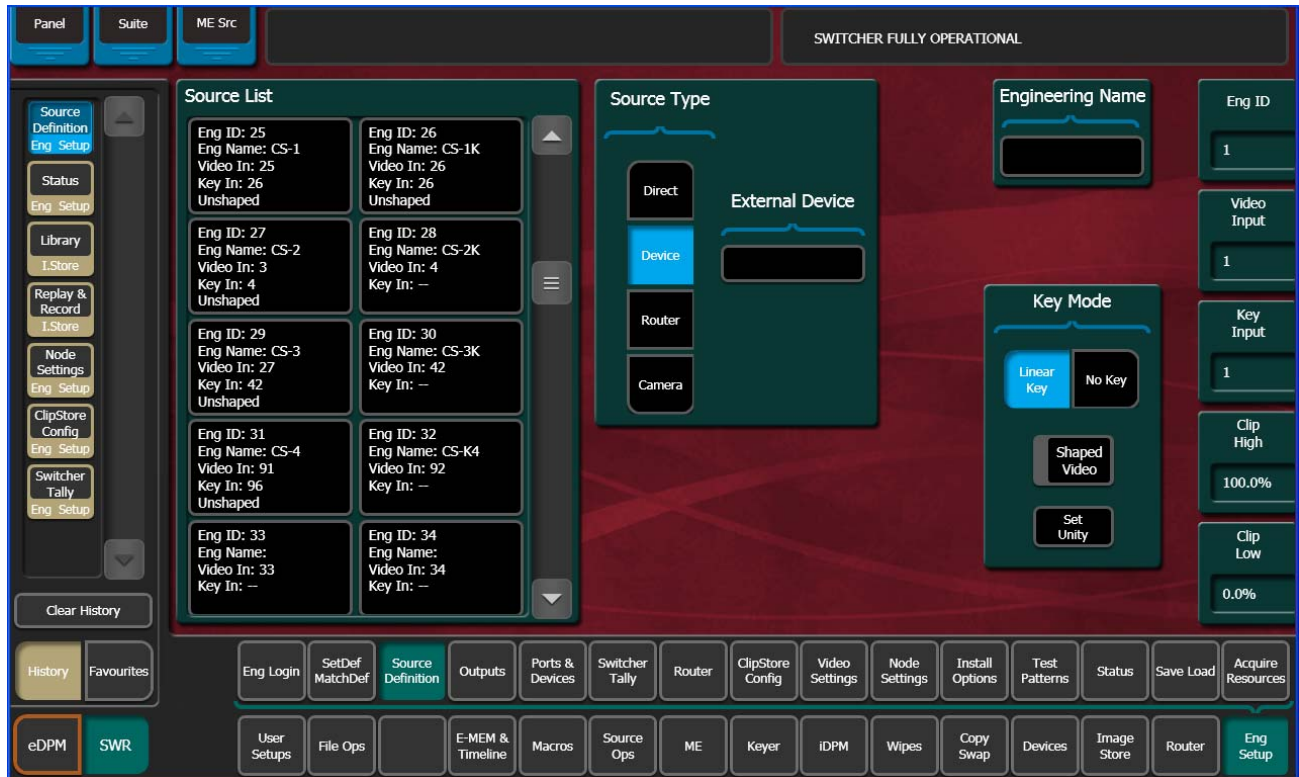 Panel
Suite
ME Src
SWITCHER FULLY OPERATIONAL
Source
Definition
Eng Setup
Status
Eng Setup
Library
I.Store
Replay &
Record
I.Store
Node
Settings
Eng Setup
ClipStore
Config
Eng Setup
Switcher
Tally
Eng Setup
Clear History
History
Favourites
eDPM
SWR
Source List
Eng ID: 25
Eng Name: CS-1
Video In: 25
Key In: 26
Unshaped
Eng ID: 26
Eng Name: CS-1K
Video In: 26
Key In: 26
Unshaped
Eng ID: 27
Eng Name: CS-2
Video In: 3
Key In: 4
Unshaped
Eng ID: 28
Eng Name: CS-2K
Video In: 4
Key In: --
Eng ID: 29
Eng Name: CS-3
Video In: 27
Key In: 42
Unshaped
Eng ID: 30
Eng Name: CS-3K
Video In: 42
Key In: --
Eng ID: 31
Eng Name: CS-4
Video In: 91
Key In: 96
Unshaped
Eng ID: 32
Eng Name: CS-K4
Video In: 92
Key In: --
Eng ID: 33
Eng Name:
Video In: 33
Key In: --
Eng ID: 34
Eng Name:
Video In: 34
Key In: --
Source Type
Direct
Device
Router
Camera
External Device
Engineering Name
Key Mode
Linear
Key
No Key
Shaped
Video
Set
Unity
Eng ID
1
Video
Input
1
Key
Input
1
Clip
High
100.0%
Clip
Low
0.0%
Eng Login
SetDef
MatchDef
Source
Definition
Outputs
Ports &
Devices
Switcher
Tally
Router
ClipStore
Config
Video
Settings
Node
Settings
Install
Options
Test
Patterns
Status
Save Load
Acquire
Resources
User
Setups
File Ops
E-MEM &
Timeline
Macros
Source
Ops
ME
Keyer
iDPM
Wipes
Copy
Swap
Devices
Image
Store
Router
Eng
Setup